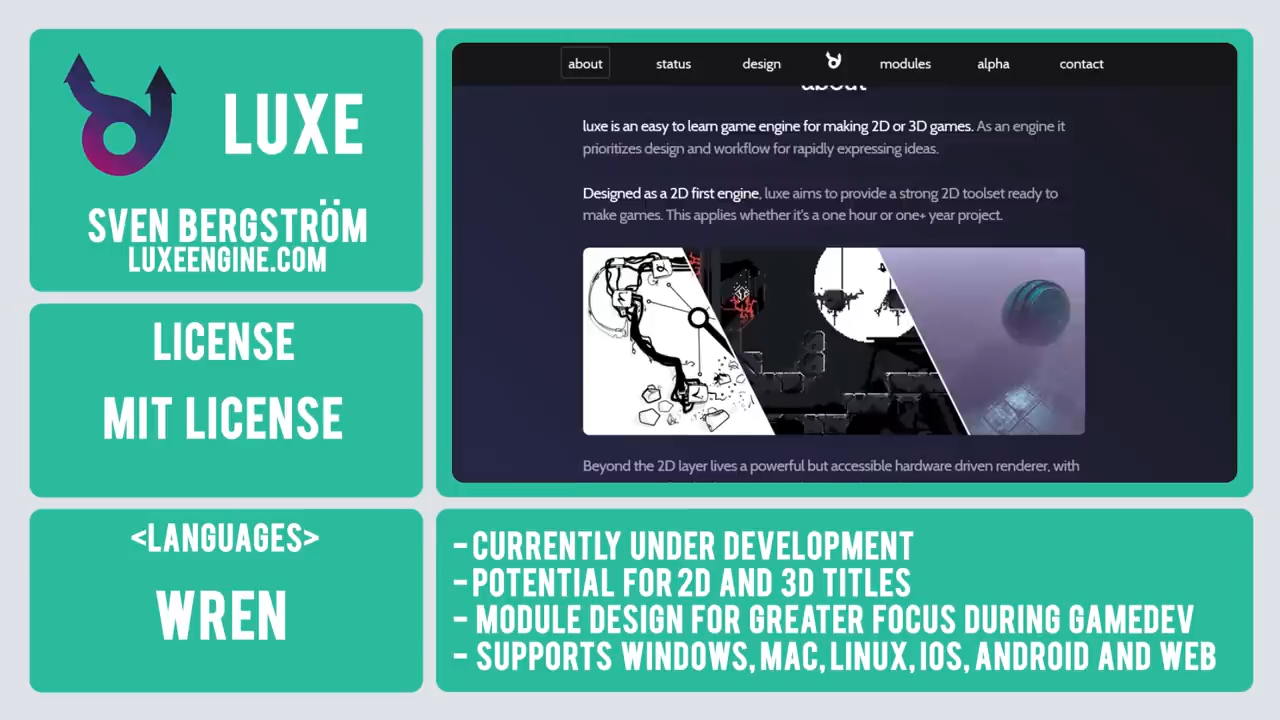 LUXE
SVEN BERGSTRÖM
LUXEENGINE.COM
LICENSE
MIT LICENSE
<LANGUAGES>
WREN
about
status
design
modules
alpha
contact
about
luxe is an easy to learn game engine for making 2D or 3D games. As an engine it
prioritizes design and workflow for rapidly expressing ideas.
Designed as a 2D first engine, luxe aims to provide a strong 2D toolset ready to
make games. This applies whether it's a one hour or one+ year project.
Beyond the 2D layer lives a powerful but accessible hardware driven renderer, with
- CURRENTLY UNDER DEVELOPMENT
- POTENTIAL FOR 2D AND 3D TITLES
- MODULE DESIGN FOR GREATER FOCUS DURING GAMEDEV
- SUPPORTS WINDOWS, MAC, LINUX, IOS, ANDROID AND WEB